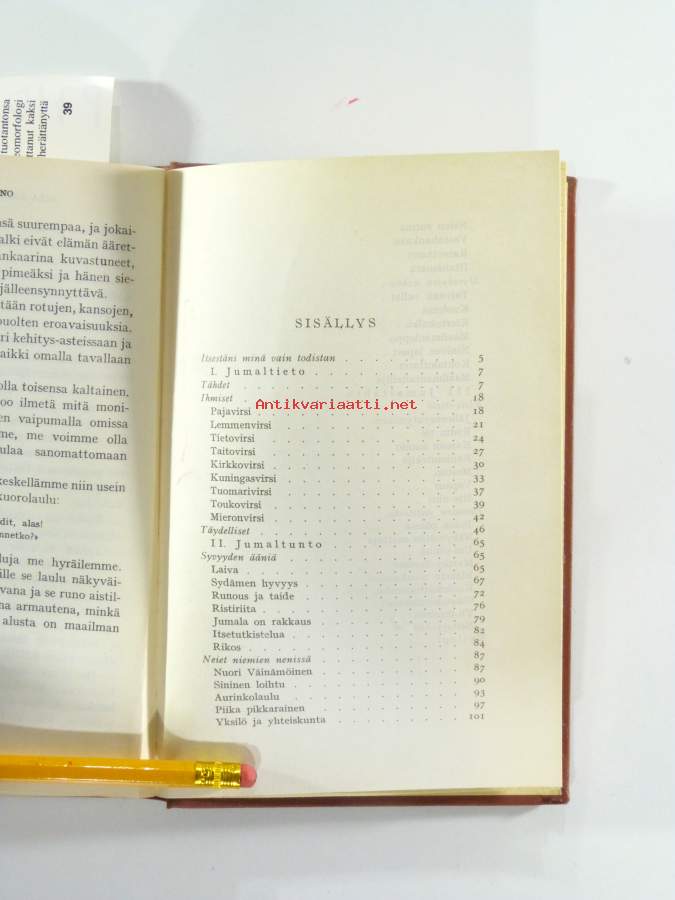 39
tuotantonsa
herättänyttä
NO
sä suurempaa, ja jokai-
alki eivät elämän ääret-
nkaarina kuvastuneet,
pimeäksi ja hänen sie-
jälleensynnyttävä.
tään rotujen, kansojen,
puolten eroavaisuuksia.
ri kehitys-asteissaan ja
aikki omalla tavallaan
olla toisensa kaltainen.
oo ilmetä mitä moni-
en vaipumalla omissa
me, me voimme olla
ulaa sanomattomaan
keskellämme niin usein
kuorolaulu:
dit, alas!
nnetko?»
luja me hyräilemme.
ille se laulu näkyväi-
vana ja se runo aistil-
na armautena, minkä
alusta on maailman
SISÄLLYS
Itsestäni minä vain todistan . . . . . . . . . . 5
I. Jumaltieto . . . . . . . . . . 7
Tähdet . . . . . . . . . . 7
Ihmiset . . . . . . . . . . 18
Pajavirsi . . . . . . . . . . 18
Lemmenvirsi . . . . . . . . . . 21
Tietovirsi . . . . . . . . . . 24
Taitovirsi . . . . . . . . . . 27
Kirkkovirsi . . . . . . . . . . 30
Kuningasvirsi . . . . . . . . . . 33
Tuomarivirsi . . . . . . . . . . 37
Toukovirsi . . . . . . . . . . 39
Mieronvirsi . . . . . . . . . . 42
Täydelliset . . . . . . . . . . 46
II. Jumaltunto . . . . . . . . . . 65
Syvyyden ääniä . . . . . . . . . . 65
Laiva . . . . . . . . . . 65
Sydämen hyvyys . . . . . . . . . . 67
Runous ja taide . . . . . . . . . . 72
Ristiriita . . . . . . . . . . 76
Jumala on rakkaus . . . . . . . . . . 79
Itsetutkistelua . . . . . . . . . . 82
Rikos . . . . . . . . . . 84
Neiet niemien nenissä . . . . . . . . . . 87
Nuori Väinämöinen . . . . . . . . . . 87
Sininen loihtu . . . . . . . . . . 90
Aurinkolaulu . . . . . . . . . . 93
Piika pikkarainen . . . . . . . . . . 97
Yksilö ja yhteiskunta . . . . . . . . . . 101
Antikvariaatti.net